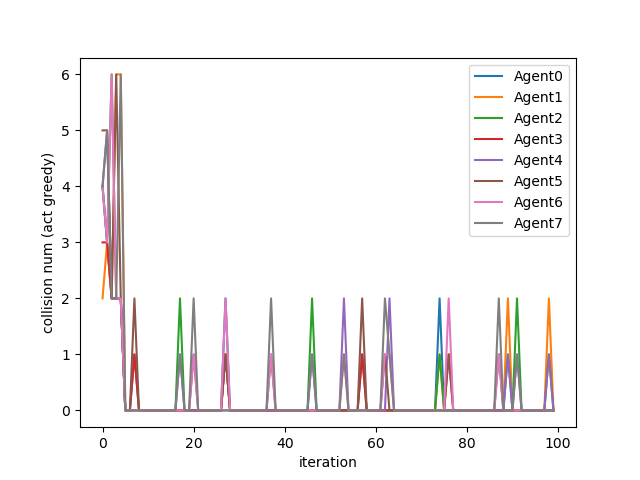 6
5
4
3
2
1
0
collision num (act greedy)
0
20
40
60
80
100
iteration
Agent0
Agent1
Agent2
Agent3
Agent4
Agent5
Agent6
Agent7